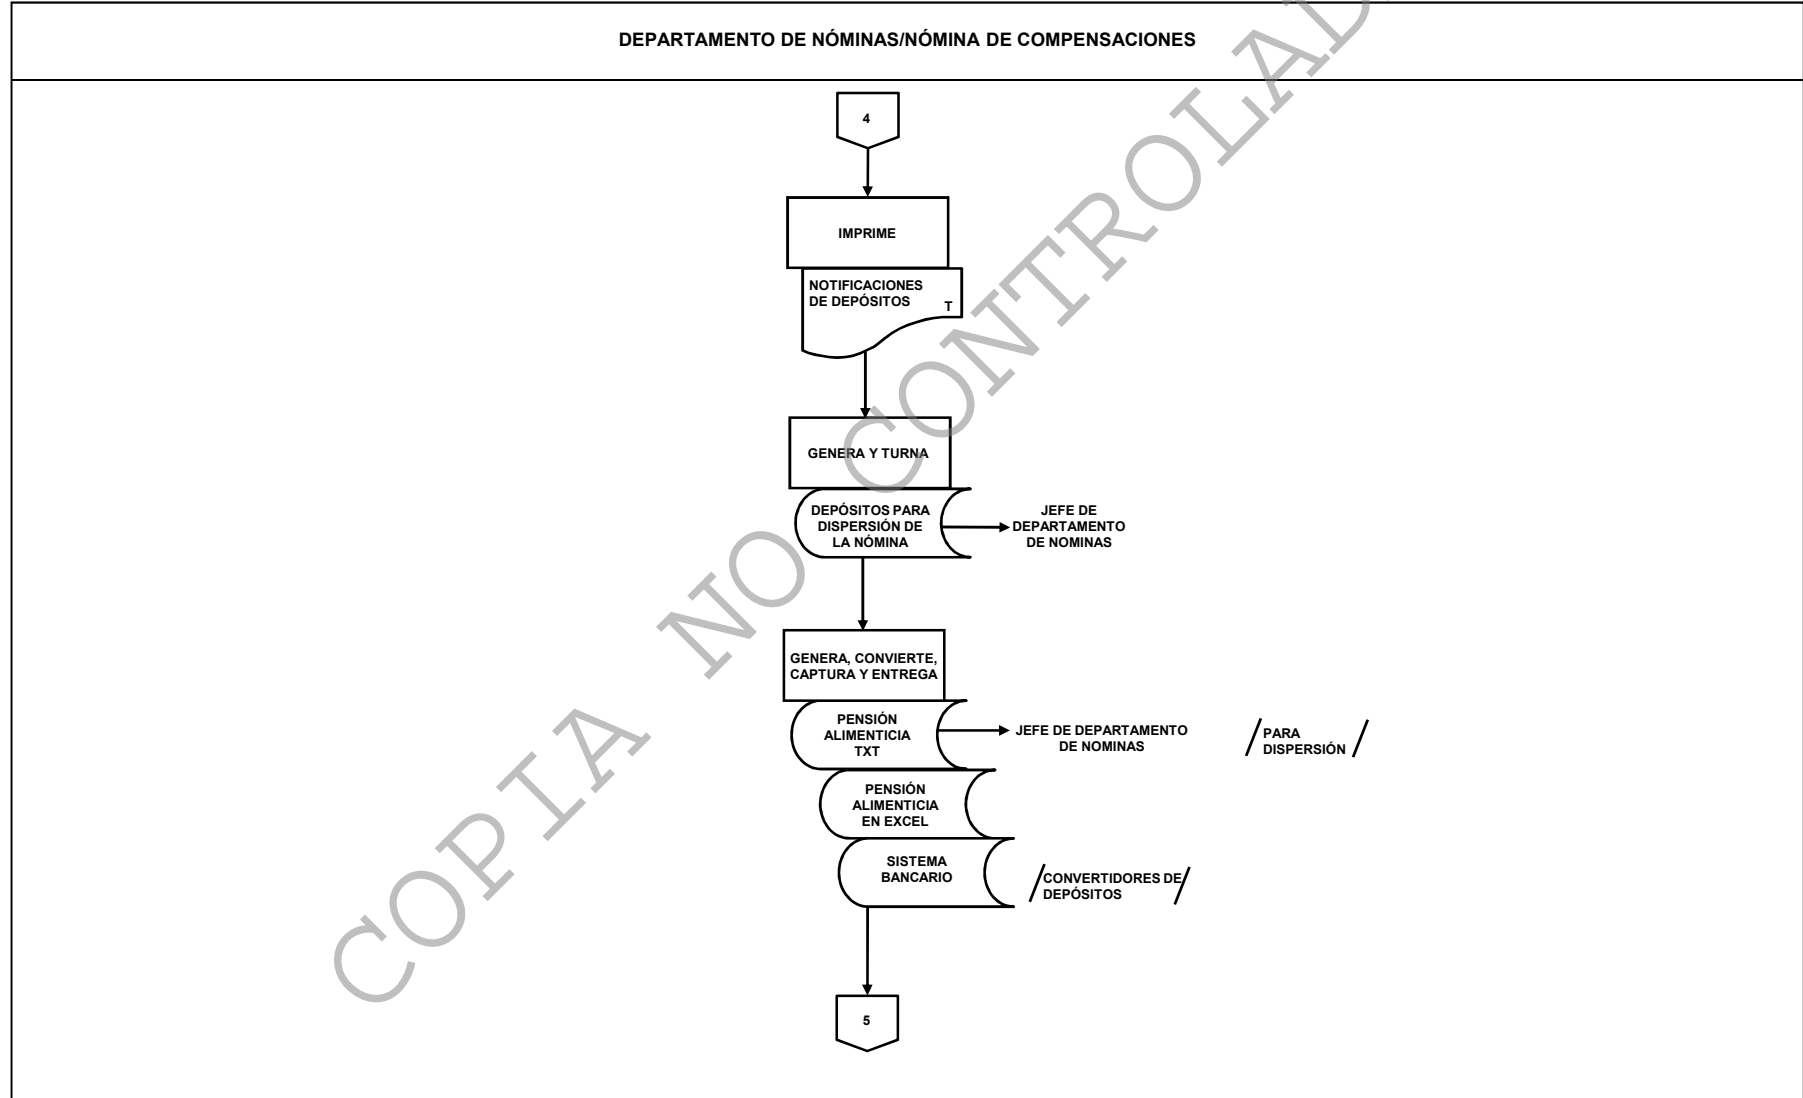 DEPARTAMENTO DE NÓMINAS/NÓMINA DE COMPENSACIONES
4
IMPRIME
NOTIFICACIONES
DE DEPÓSITOS
T
GENERA Y TURNA
DEPÓSITOS PARA
DISPERSIÓN DE
LA NÓMINA
JEFE DE
DEPARTAMENTO
DE NOMINAS
GENERA, CONVIERTE,
CAPTURA Y ENTREGA
PENSIÓN
ALIMENTICIA
TXT
JEFE DE DEPARTAMENTO
DE NOMINAS
PARA
DISPERSIÓN
PENSIÓN
ALIMENTICIA
EN EXCEL
SISTEMA
BANCARIO
CONVERTIDORES DE
DEPÓSITOS
5
COPIA NO CONTROLAD